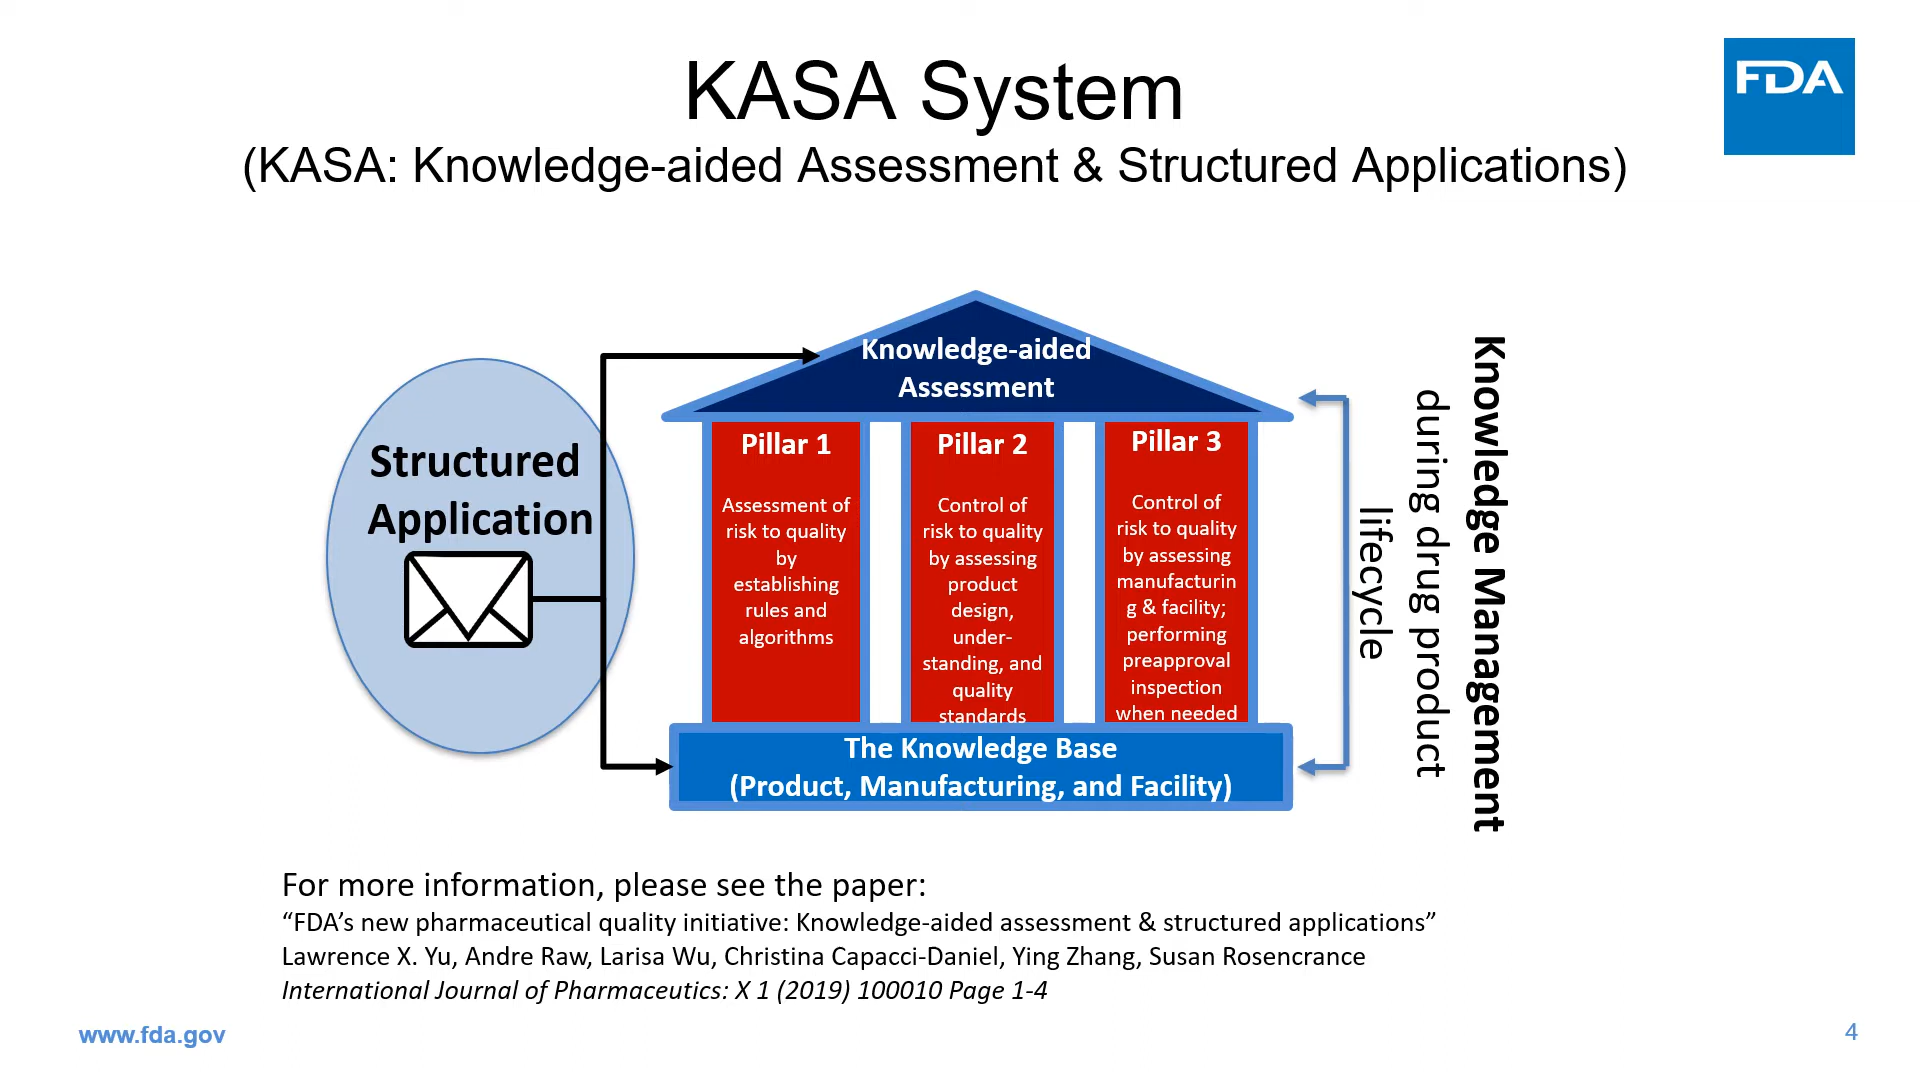 KASA System
FDA
(KASA: Knowledge-aided Assessment & Structured Applications)
Structured
Application
Knowledge-aided
Assessment
Pillar 1
Assessment of
risk to quality
by
establishing
rules and
algorithms
Pillar 2
Control of
risk to quality
by assessing
product
design,
under-
standing, and
quality
standards
Pillar 3
Control of
risk to quality
by assessing
manufacturin
g & facility;
performing
preapproval
inspection
when needed
The Knowledge Base
(Product, Manufacturing, and Facility)
Knowledge Management
during drug product
lifecycle
For more information, please see the paper:
“FDA’s new pharmaceutical quality initiative: Knowledge-aided assessment & structured applications”
Lawrence X. Yu, Andre Raw, Larisa Wu, Christina Capacci-Daniel, Ying Zhang, Susan Rosencrance
International Journal of Pharmaceutics: X 1 (2019) 100010 Page 1-4
www.fda.gov
4